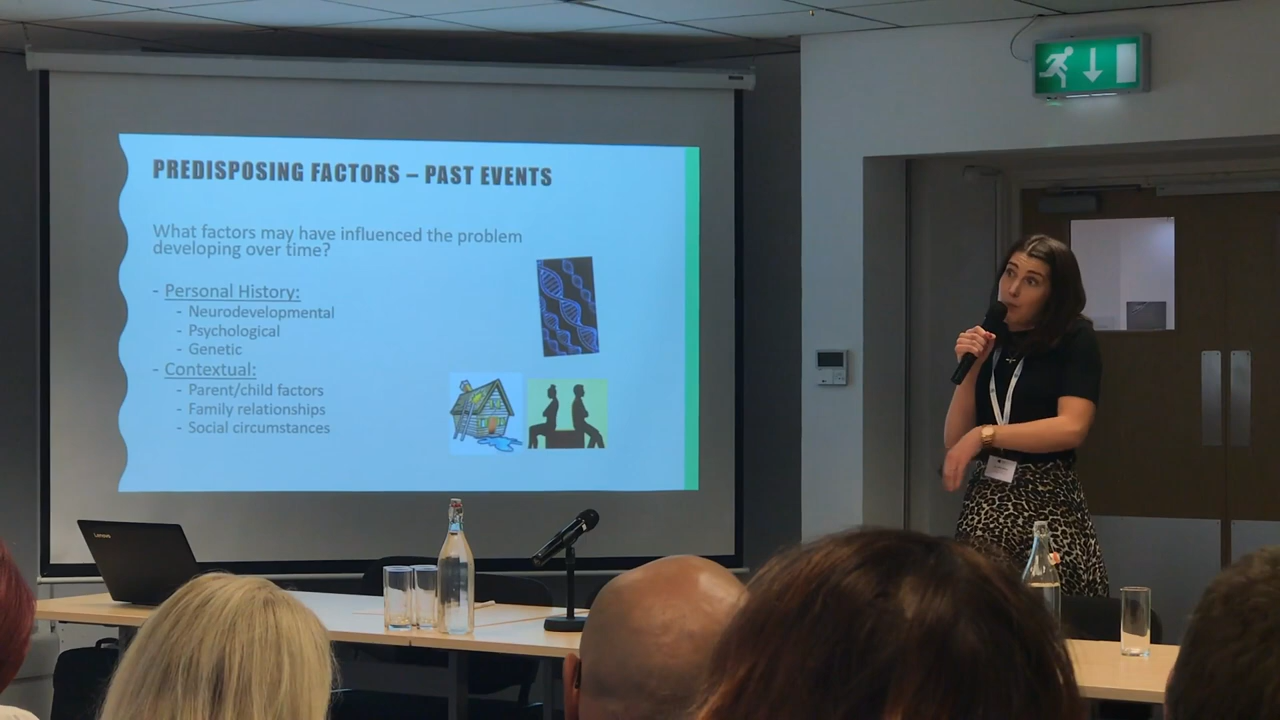 PREDISPOSING FACTORS – PAST EVENTS
What factors may have influenced the problem
developing over time?
- Personal History:
- Neurodevelopmental
- Psychological
- Genetic
- Contextual:
- Parent/child factors
- Family relationships
- Social circumstances
Lenovo